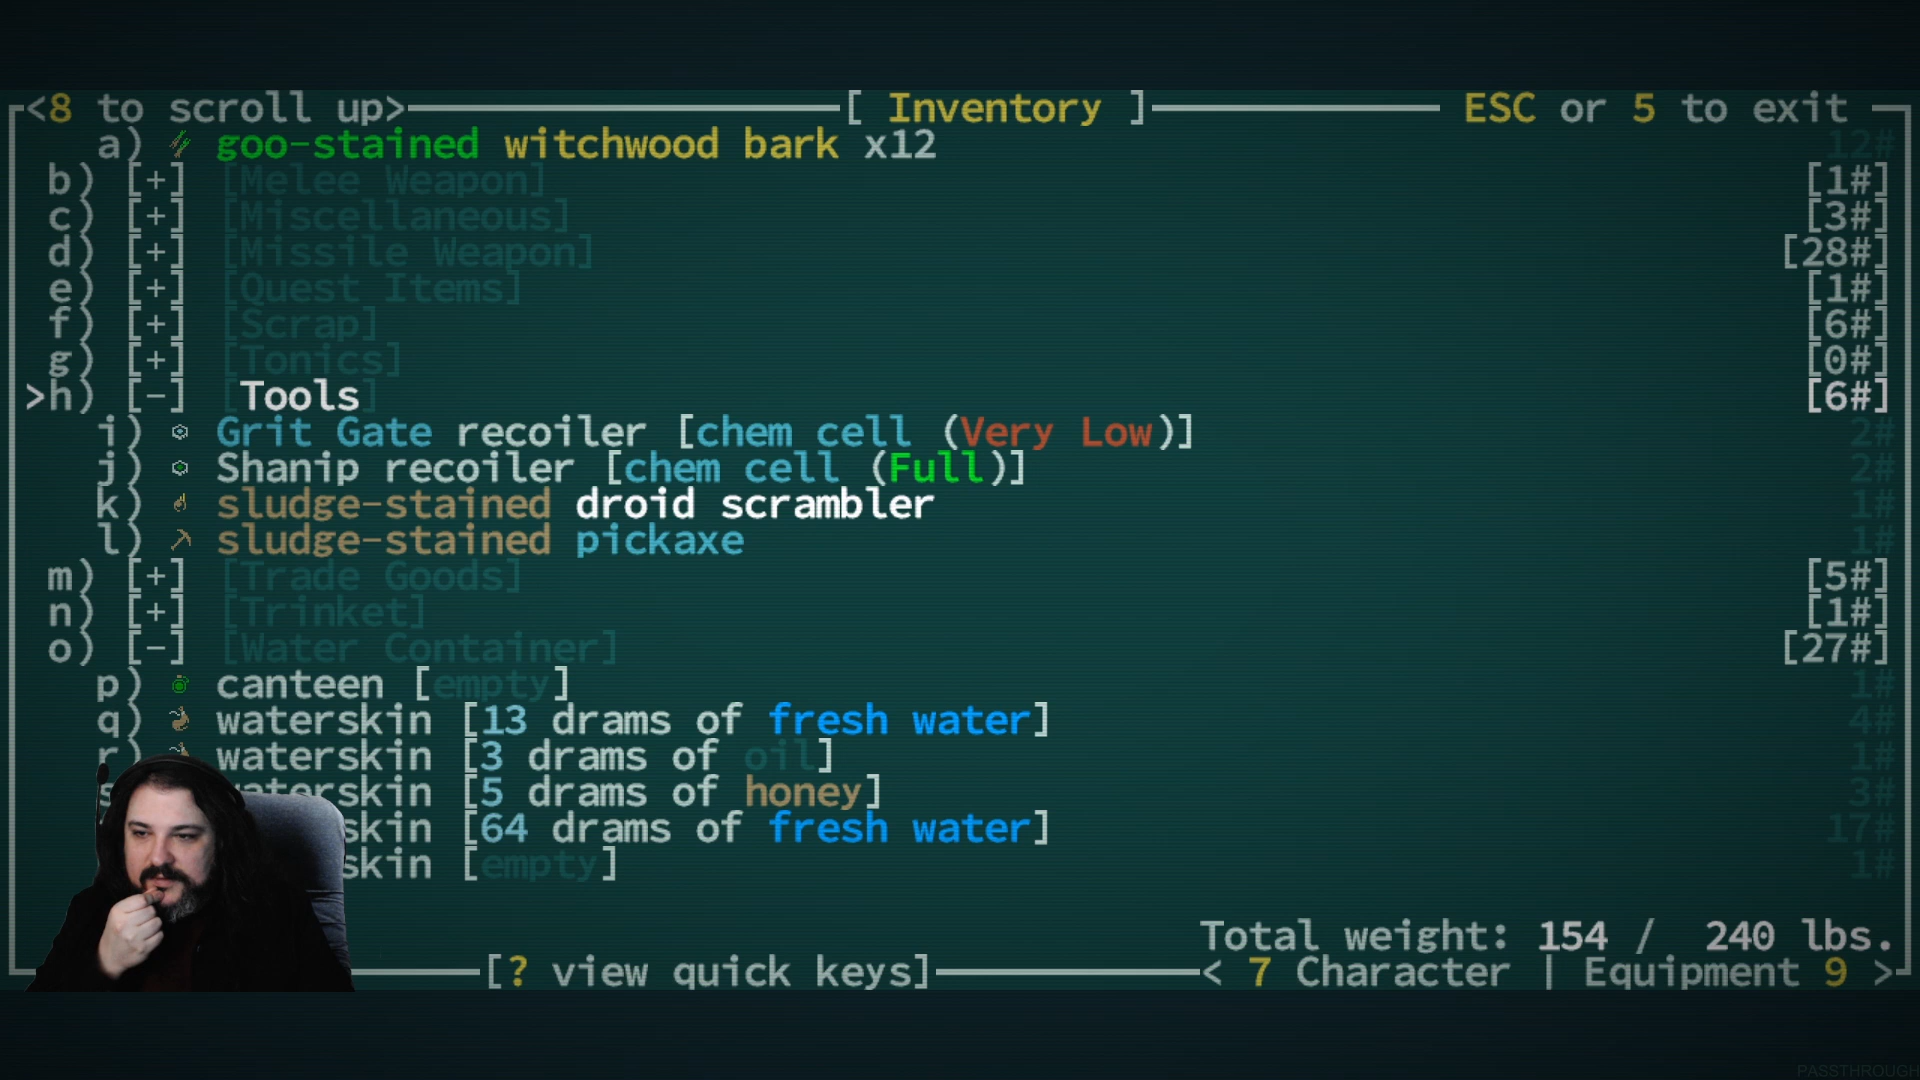 <8 to scroll up> [ Inventory ] ESC or 5 to exit
a) goo-stained witchwood bark x12 12#
b) [+] [Melee Weapon] [1#]
c) [+] [Miscellaneous] [3#]
d) [+] [Missile Weapon] [28#]
e) [+] [Quest Items] [1#]
f) [+] [Scrap] [6#]
g) [+] [Tonics] [0#]
>h) [-] [Tools] [6#]
i) Grit Gate recoiler [chem cell (Very Low)] 2#
j) Shanip recoiler [chem cell (Full)] 2#
k) sludge-stained droid scrambler 1#
l) sludge-stained pickaxe 1#
m) [+] [Trade Goods] [5#]
n) [+] [Trinket] [1#]
o) [-] [Water Container] [27#]
p) canteen [empty] 1#
q) waterskin [13 drams of fresh water] 4#
r) waterskin [3 drams of oil] 1#
s) waterskin [5 drams of honey] 3#
skin [64 drams of fresh water] 17#
skin [empty] 1#
Total weight: 154 / 240 lbs.
[? view quick keys] < 7 Character | Equipment 9 >
PASSTHROUGH